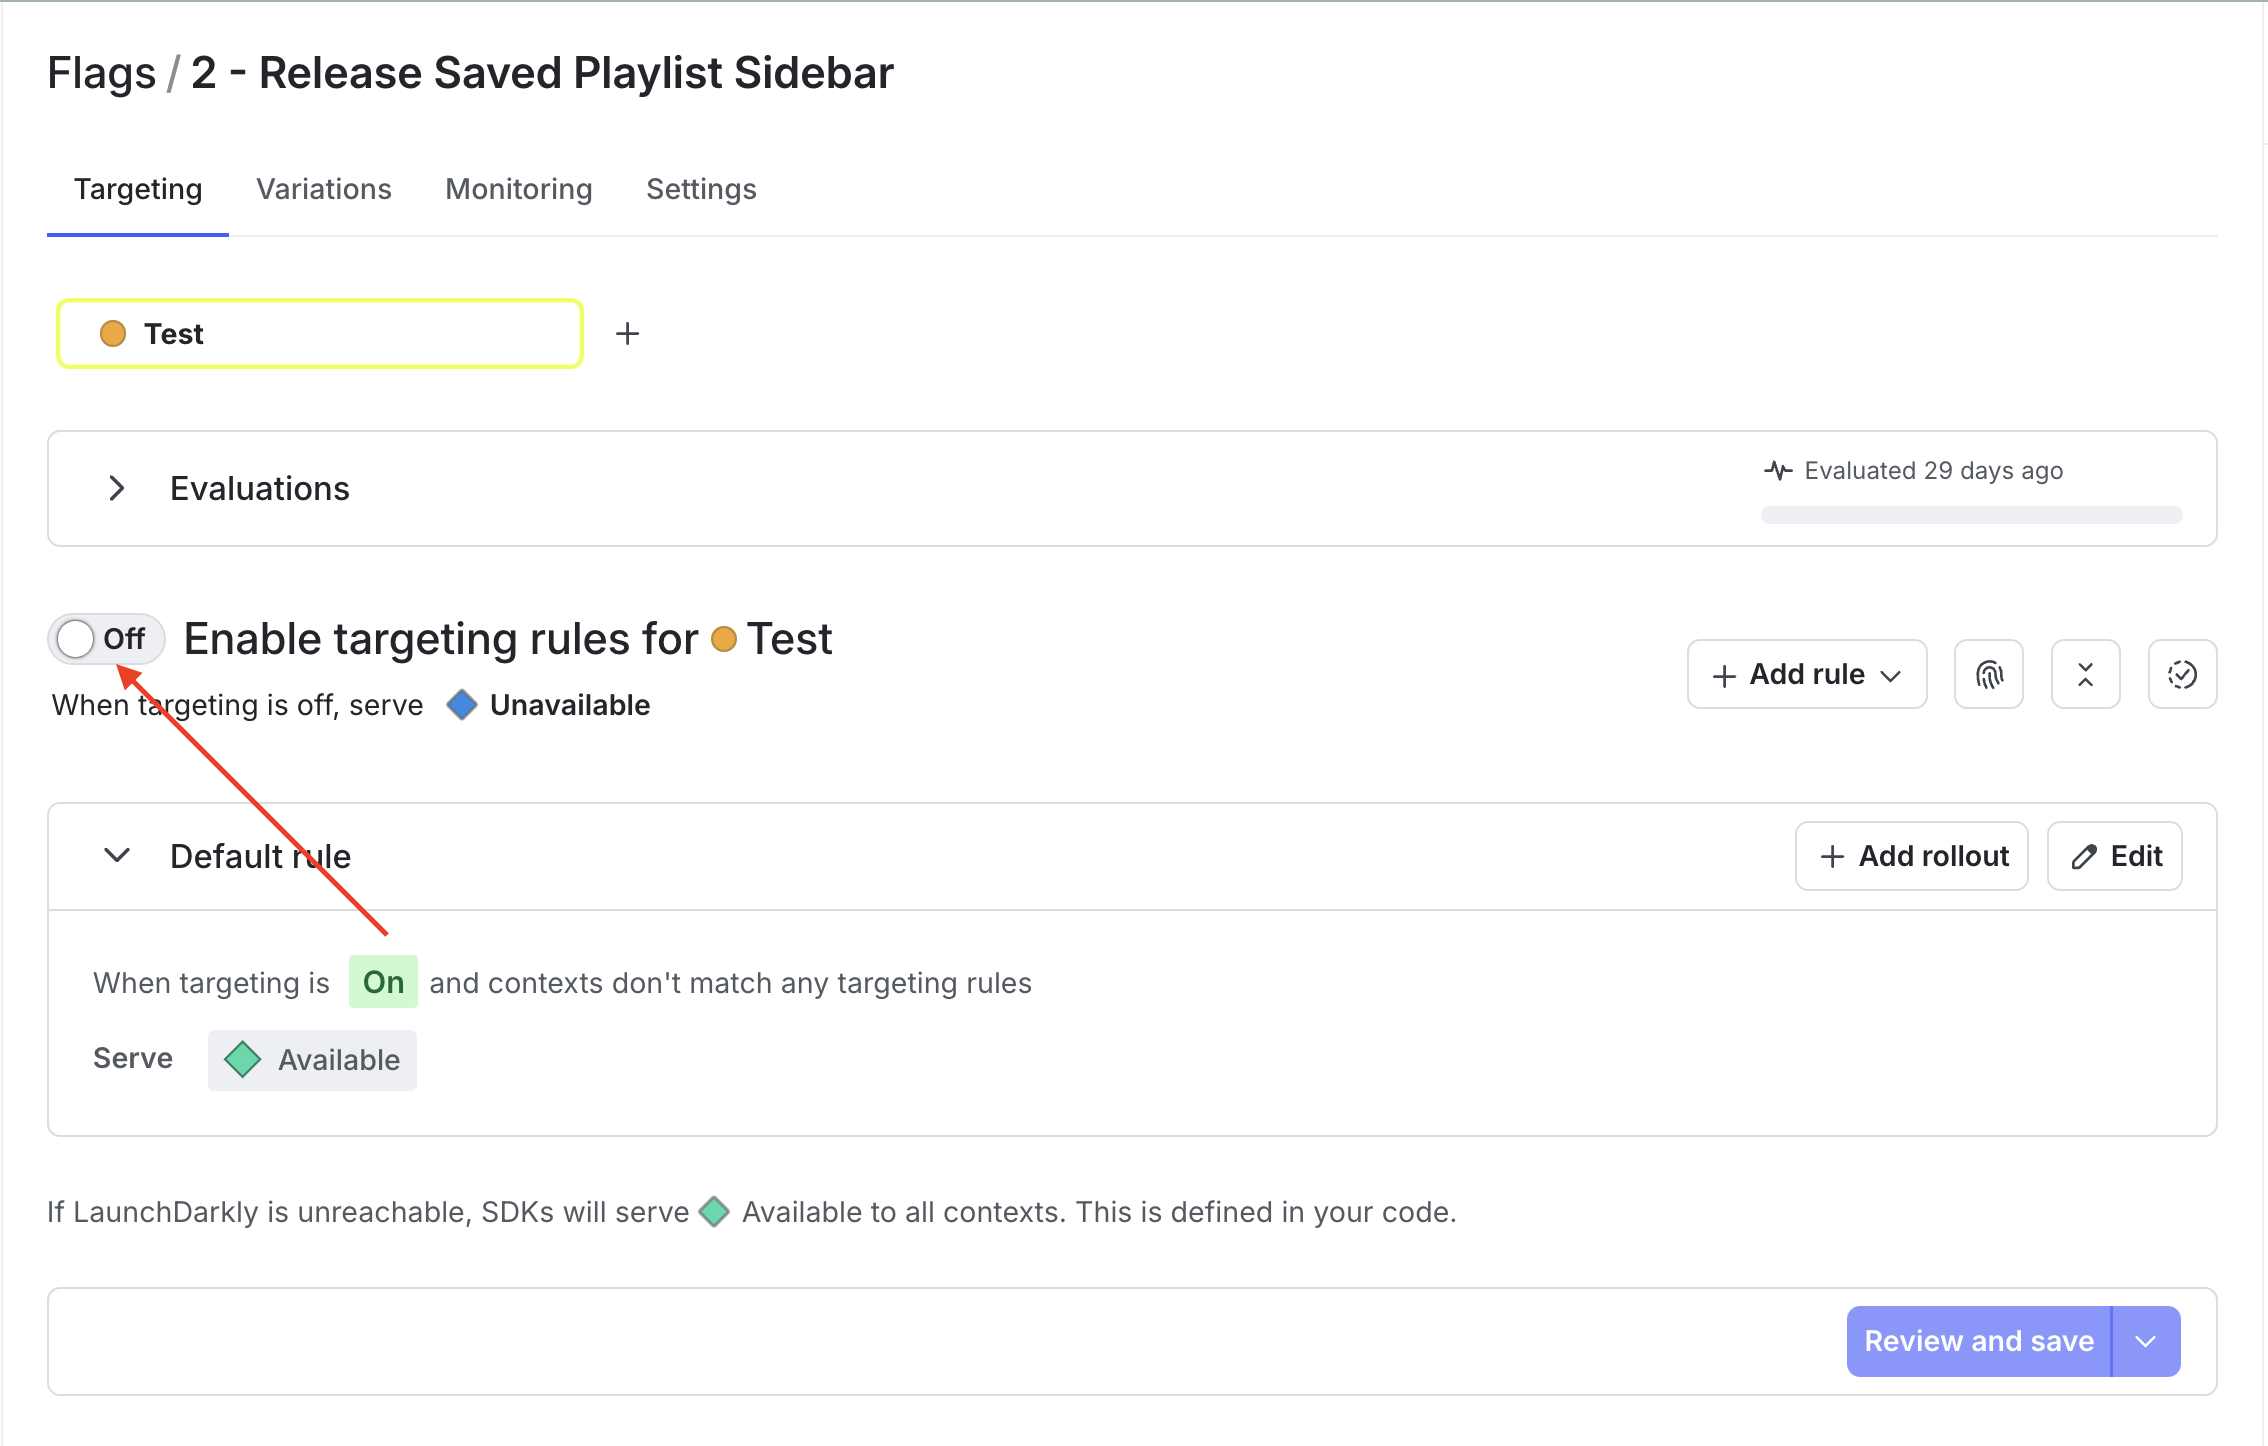 Flags / 2 - Release Saved Playlist Sidebar
Targeting Variations Monitoring Settings
Test +
Evaluations
Evaluated 29 days ago
Off Enable targeting rules for Test
When targeting is off, serve Unavailable
+ Add rule
Default rule
+ Add rollout
Edit
When targeting is On and contexts don't match any targeting rules
Serve Available
If LaunchDarkly is unreachable, SDKs will serve Available to all contexts. This is defined in your code.
Review and save